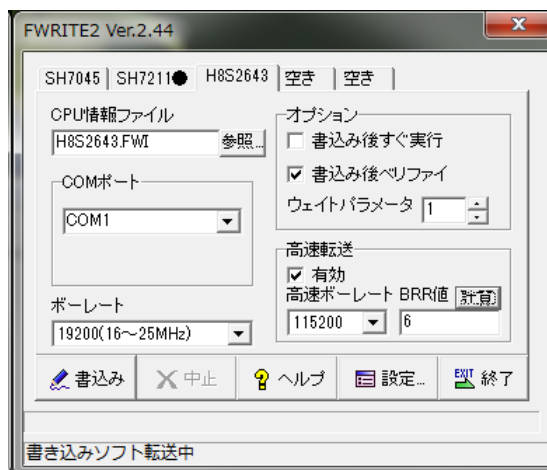 FWRITE2 Ver.2.44
SH7045 SH7211● H8S2643 空き 空き
CPU情報ファイル
H8S2643.FWI 参照...
COMポート
COM1
ボーレート
19200(16～25MHz)
オプション
書込み後すぐ実行
書込み後ベリファイ
ウェイトパラメータ 1
高速転送
有効
高速ボーレート BRR値 計算
115200 6
書込み 中止 ヘルプ 設定... EXIT 終了
書き込みソフト転送中